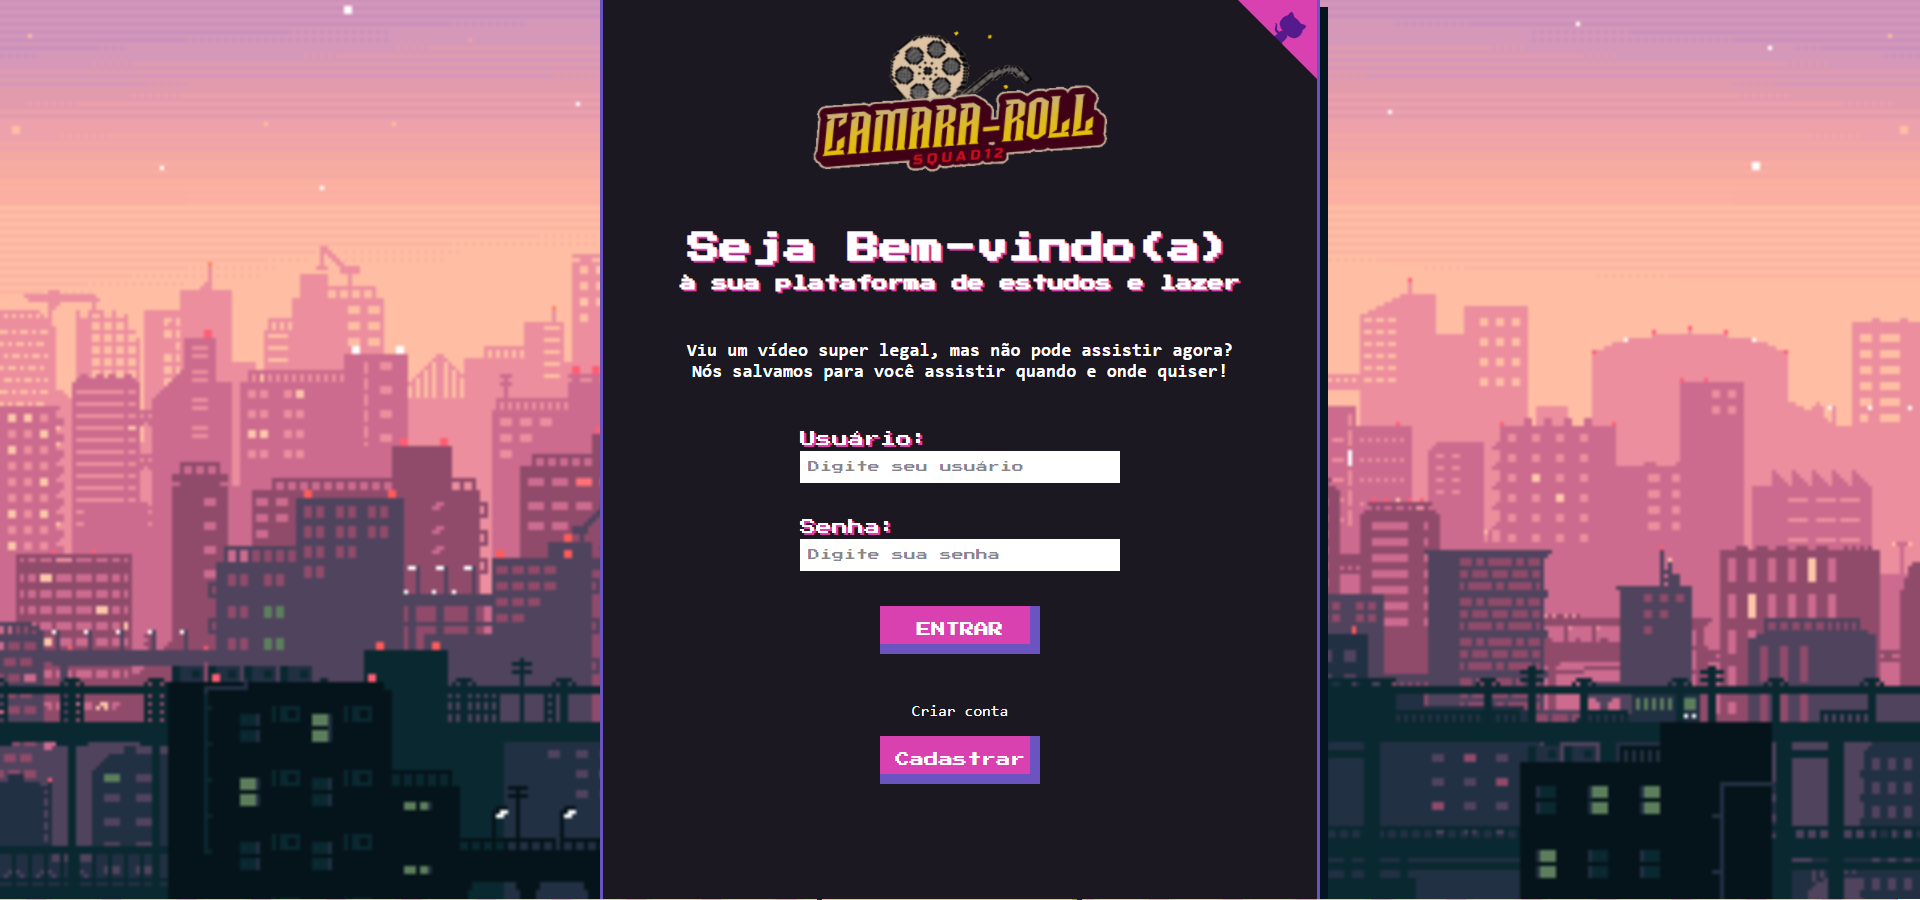 CAMARA-ROLL
SQUAD12
Seja Bem-vindo(a)
à sua plataforma de estudos e lazer
Viu um vídeo super legal, mas não pode assistir agora?
Nós salvamos para você assistir quando e onde quiser!
Usuário:
Digite seu usuário
Senha:
Digite sua senha
ENTRAR
Criar conta
Cadastrar